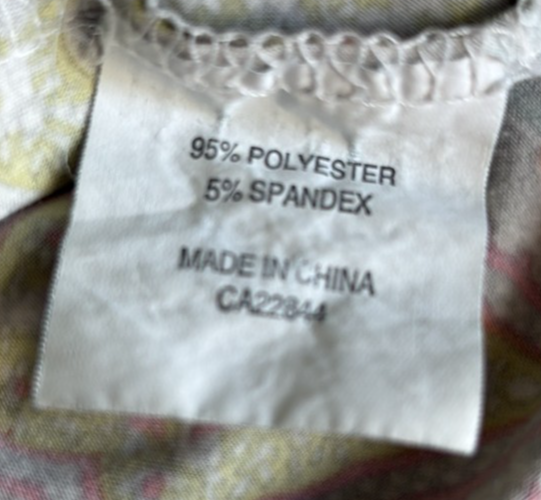 95% POLYESTER
5% SPANDEX
MADE IN CHINA
CA22844